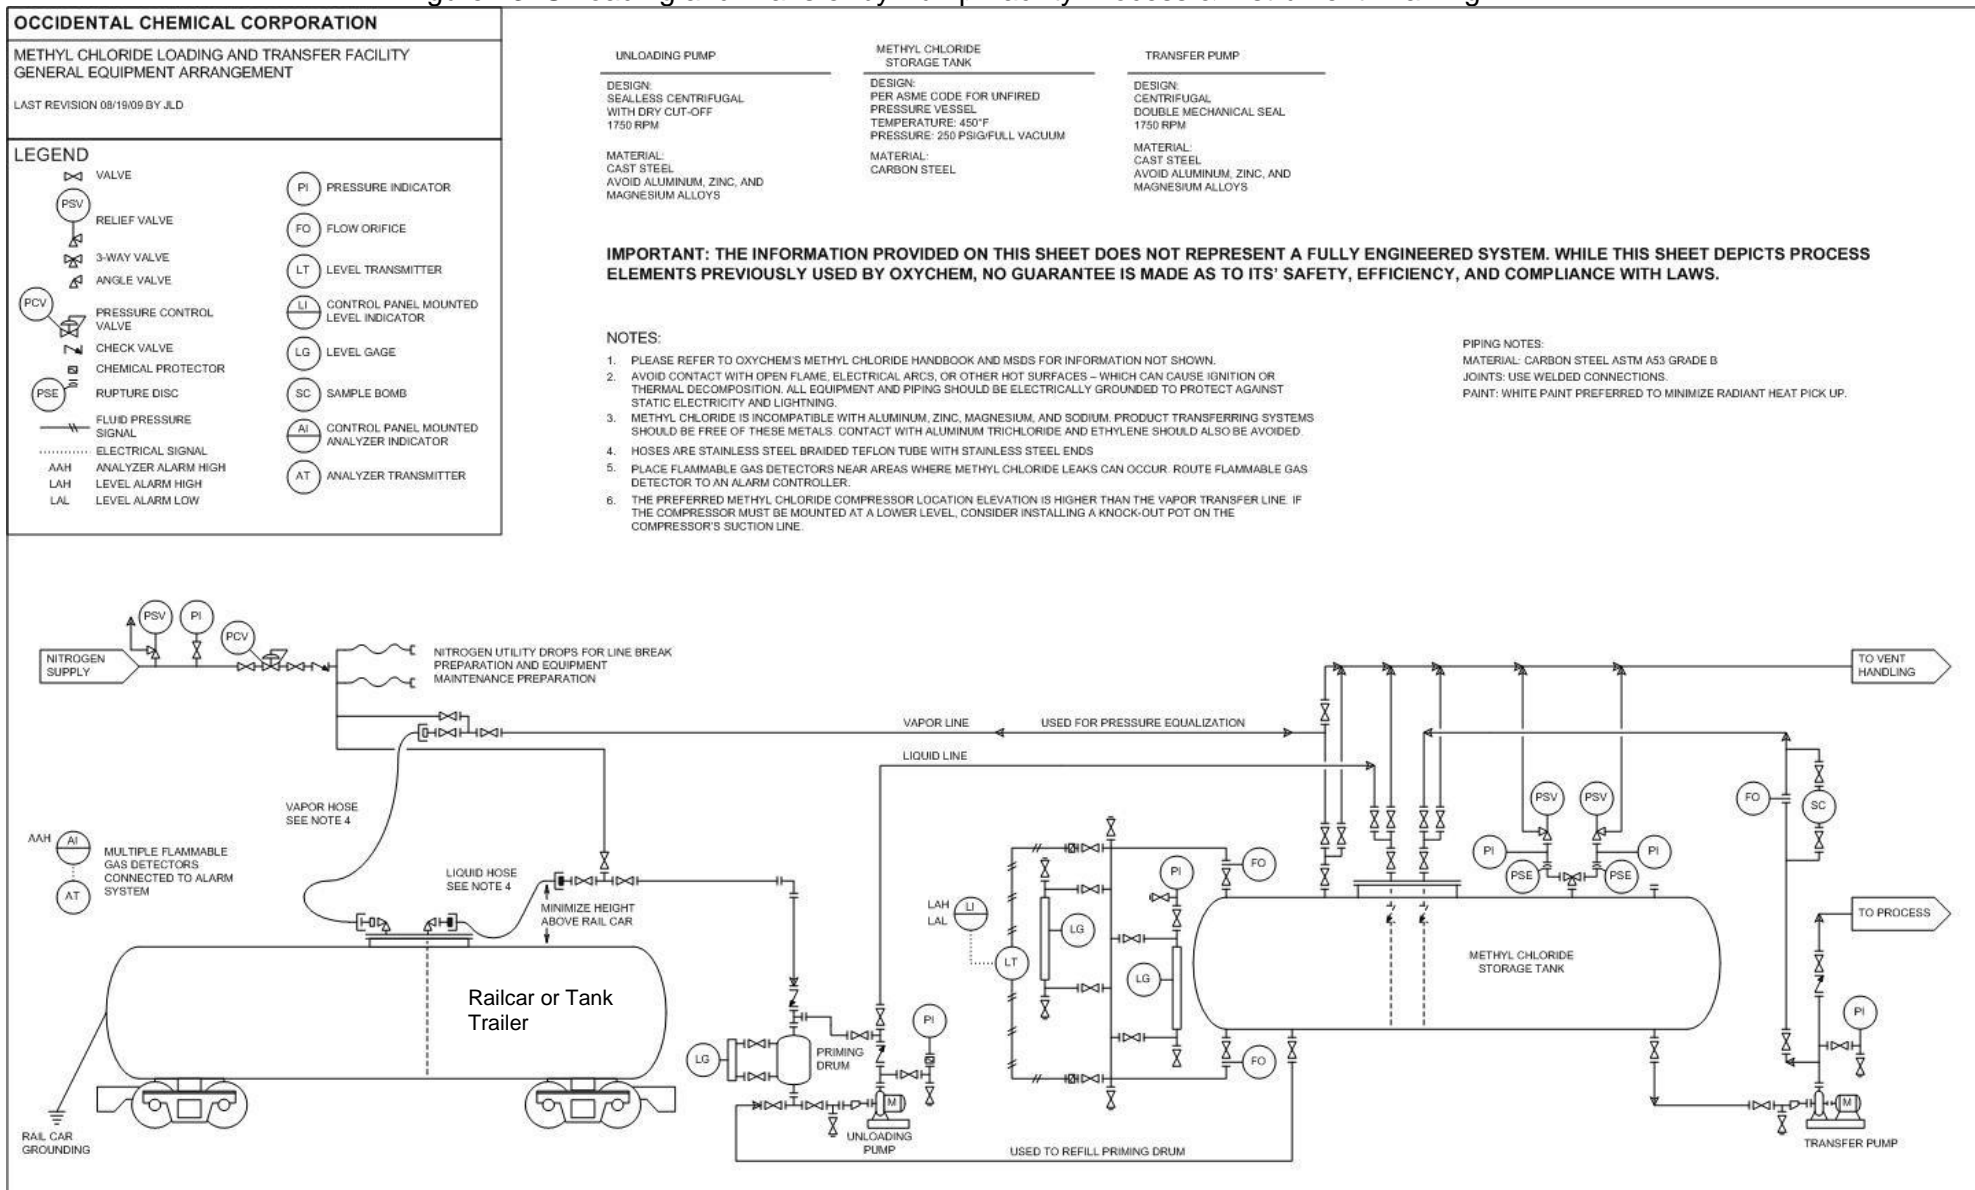 OCCIDENTAL CHEMICAL CORPORATION
METHYL CHLORIDE LOADING AND TRANSFER FACILITY
GENERAL EQUIPMENT ARRANGEMENT
LAST REVISION 08/19/09 BY JLD
LEGEND
VALVE
PSV
RELIEF VALVE
3-WAY VALVE
ANGLE VALVE
PCV
PRESSURE CONTROL
VALVE
CHECK VALVE
CHEMICAL PROTECTOR
PSE
RUPTURE DISC
FLUID PRESSURE
SIGNAL
ELECTRICAL SIGNAL
AAH ANALYZER ALARM HIGH
LAH LEVEL ALARM HIGH
LAL LEVEL ALARM LOW
PI PRESSURE INDICATOR
FO FLOW ORIFICE
LT LEVEL TRANSMITTER
LI CONTROL PANEL MOUNTED
LEVEL INDICATOR
LG LEVEL GAGE
SC SAMPLE BOMB
AI CONTROL PANEL MOUNTED
ANALYZER INDICATOR
AT ANALYZER TRANSMITTER
UNLOADING PUMP
DESIGN:
SEALLESS CENTRIFUGAL
WITH DRY CUT-OFF
1750 RPM
MATERIAL:
CAST STEEL
AVOID ALUMINUM, ZINC, AND
MAGNESIUM ALLOYS
METHYL CHLORIDE
STORAGE TANK
DESIGN:
PER ASME CODE FOR UNFIRED
PRESSURE VESSEL
TEMPERATURE: 450°F
PRESSURE: 250 PSIG/FULL VACUUM
MATERIAL:
CARBON STEEL
TRANSFER PUMP
DESIGN:
CENTRIFUGAL
DOUBLE MECHANICAL SEAL
1750 RPM
MATERIAL:
CAST STEEL
AVOID ALUMINUM, ZINC, AND
MAGNESIUM ALLOYS
IMPORTANT: THE INFORMATION PROVIDED ON THIS SHEET DOES NOT REPRESENT A FULLY ENGINEERED SYSTEM. WHILE THIS SHEET DEPICTS PROCESS
ELEMENTS PREVIOUSLY USED BY OXYCHEM, NO GUARANTEE IS MADE AS TO ITS' SAFETY, EFFICIENCY, AND COMPLIANCE WITH LAWS.
NOTES:
1. PLEASE REFER TO OXYCHEM'S METHYL CHLORIDE HANDBOOK AND MSDS FOR INFORMATION NOT SHOWN.
2. AVOID CONTACT WITH OPEN FLAME, ELECTRICAL ARCS, OR OTHER HOT SURFACES – WHICH CAN CAUSE IGNITION OR
THERMAL DECOMPOSITION. ALL EQUIPMENT AND PIPING SHOULD BE ELECTRICALLY GROUNDED TO PROTECT AGAINST
STATIC ELECTRICITY AND LIGHTNING.
3. METHYL CHLORIDE IS INCOMPATIBLE WITH ALUMINUM, ZINC, MAGNESIUM, AND SODIUM. PRODUCT TRANSFERRING SYSTEMS
SHOULD BE FREE OF THESE METALS. CONTACT WITH ALUMINUM TRICHLORIDE AND ETHYLENE SHOULD ALSO BE AVOIDED.
4. HOSES ARE STAINLESS STEEL BRAIDED TEFLON TUBE WITH STAINLESS STEEL ENDS
5. PLACE FLAMMABLE GAS DETECTORS NEAR AREAS WHERE METHYL CHLORIDE LEAKS CAN OCCUR. ROUTE FLAMMABLE GAS
DETECTOR TO AN ALARM CONTROLLER.
6. THE PREFERRED METHYL CHLORIDE COMPRESSOR LOCATION ELEVATION IS HIGHER THAN THE VAPOR TRANSFER LINE. IF
THE COMPRESSOR MUST BE MOUNTED AT A LOWER LEVEL, CONSIDER INSTALLING A KNOCK-OUT POT ON THE
COMPRESSOR'S SUCTION LINE.
PIPING NOTES:
MATERIAL: CARBON STEEL ASTM A53 GRADE B
JOINTS: USE WELDED CONNECTIONS.
PAINT: WHITE PAINT PREFERRED TO MINIMIZE RADIANT HEAT PICK UP.
PSV
PI
PCV
NITROGEN
SUPPLY
NITROGEN UTILITY DROPS FOR LINE BREAK
PREPARATION AND EQUIPMENT
MAINTENANCE PREPARATION
TO VENT
HANDLING
VAPOR LINE
USED FOR PRESSURE EQUALIZATION
LIQUID LINE
VAPOR HOSE
SEE NOTE 4
AAH
AI
AT
MULTIPLE FLAMMABLE
GAS DETECTORS
CONNECTED TO ALARM
SYSTEM
LIQUID HOSE
SEE NOTE 4
MINIMIZE HEIGHT
ABOVE RAIL CAR
Railcar or Tank
Trailer
RAIL CAR
GROUNDING
LG
PRIMING
DRUM
PI
M
UNLOADING
PUMP
USED TO REFILL PRIMING DRUM
LAH
LAL
LI
LT
LG
LG
PI
FO
FO
PSV
PSV
PI
PI
PSE
PSE
METHYL CHLORIDE
STORAGE TANK
FO
SC
TO PROCESS
PI
M
TRANSFER PUMP